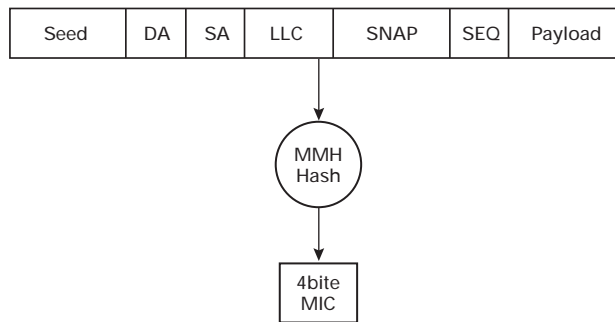 Seed DA SA LLC SNAP SEQ Payload
MMH
Hash
4bite
MIC